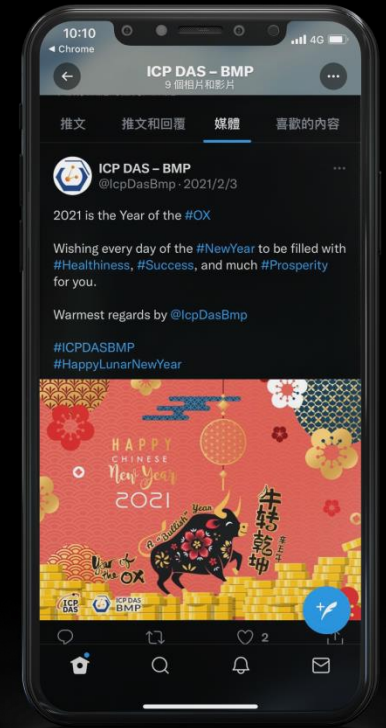 10:10
4G
Chrome
ICP DAS – BMP
9 個相片和影片
推文 推文和回覆 媒體 喜歡的內容
ICP DAS – BMP
@IcpDasBmp · 2021/2/3
2021 is the Year of the #OX
Wishing every day of the #NewYear to be filled with
#Healthiness, #Success, and much #Prosperity
for you.
Warmest regards by @IcpDasBmp
#ICPDASBMP
#HappyLunarNewYear
HAPPY
CHINESE
New Year
2021
A "Bullish" Year
牛转乾坤
辛丑年
Year of
the OX
ICP
DAS
ICP DAS
BMP
2